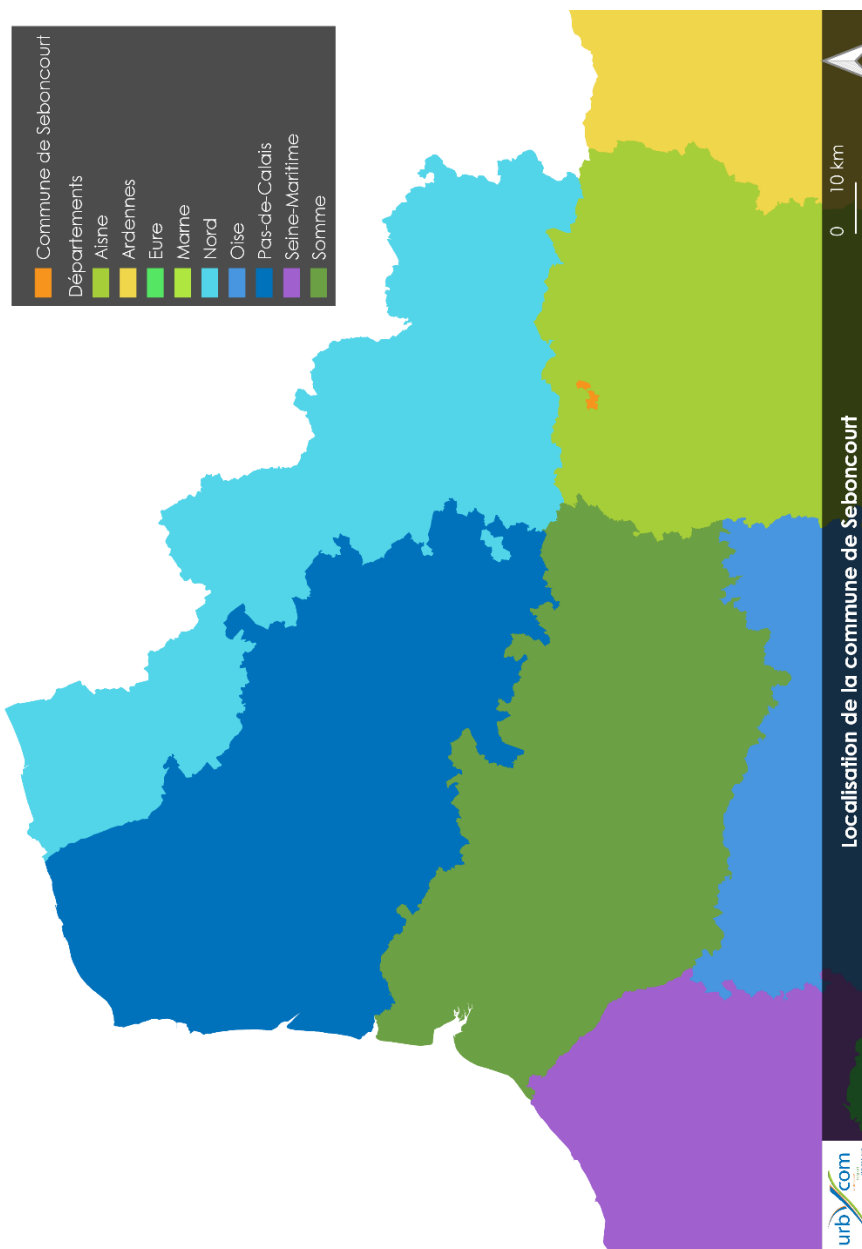 Commune de Seboncourt
Départements
Aisne
Ardennes
Eure
Marne
Nord
Oise
Pas-de-Calais
Seine-Maritime
Somme
Localisation de la commune de Seboncourt
0 10 km
urbycom